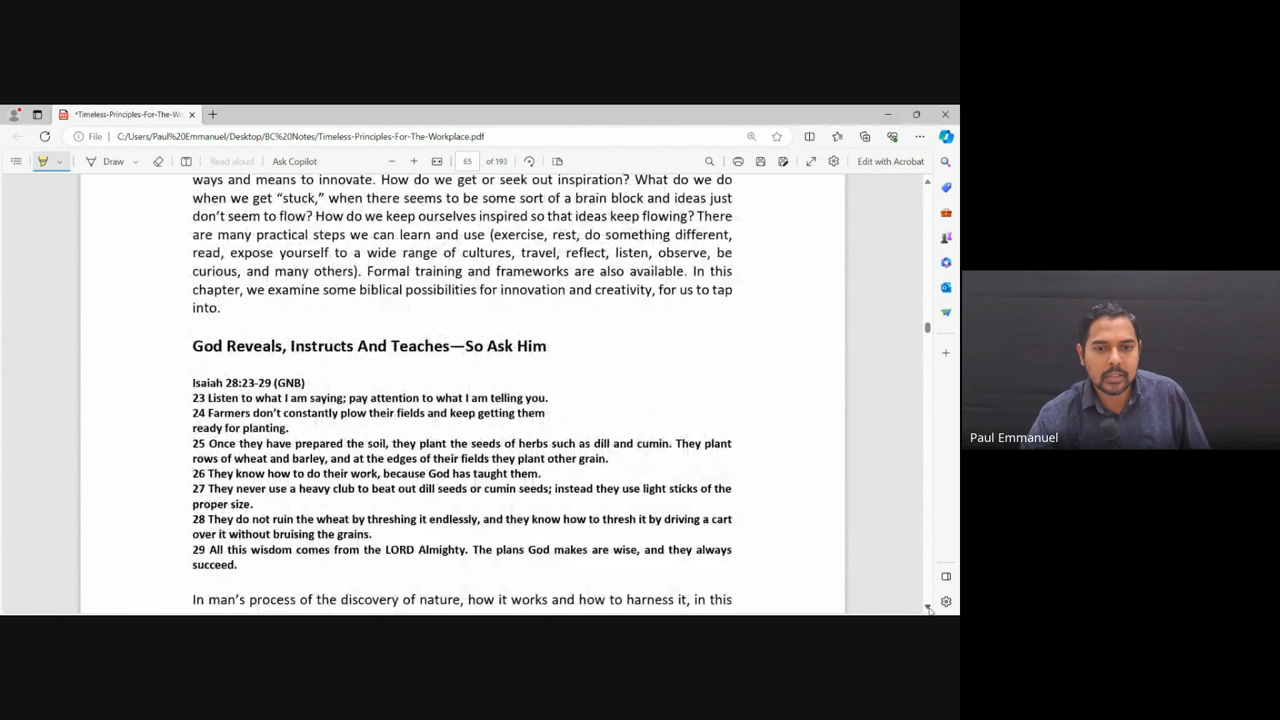 *Timeless-Principles-For-The-Wo
File
C:/Users/Paul%20Emmanuel/Desktop/BC%20Notes/Timeless-Principles-For-The-Workplace.pdf
Draw
Read aloud
Ask Copilot
65
of 193
Edit with Acrobat
ways and means to innovate. How do we get or seek out inspiration? What do we do
when we get “stuck,” when there seems to be some sort of a brain block and ideas just
don’t seem to flow? How do we keep ourselves inspired so that ideas keep flowing? There
are many practical steps we can learn and use (exercise, rest, do something different,
read, expose yourself to a wide range of cultures, travel, reflect, listen, observe, be
curious, and many others). Formal training and frameworks are also available. In this
chapter, we examine some biblical possibilities for innovation and creativity, for us to tap
into.
God Reveals, Instructs And Teaches—So Ask Him
Isaiah 28:23-29 (GNB)
23 Listen to what I am saying; pay attention to what I am telling you.
24 Farmers don’t constantly plow their fields and keep getting them
ready for planting.
25 Once they have prepared the soil, they plant the seeds of herbs such as dill and cumin. They plant
rows of wheat and barley, and at the edges of their fields they plant other grain.
26 They know how to do their work, because God has taught them.
27 They never use a heavy club to beat out dill seeds or cumin seeds; instead they use light sticks of the
proper size.
28 They do not ruin the wheat by threshing it endlessly, and they know how to thresh it by driving a cart
over it without bruising the grains.
29 All this wisdom comes from the LORD Almighty. The plans God makes are wise, and they always
succeed.
In man’s process of the discovery of nature, how it works and how to harness it, in this
Paul Emmanuel